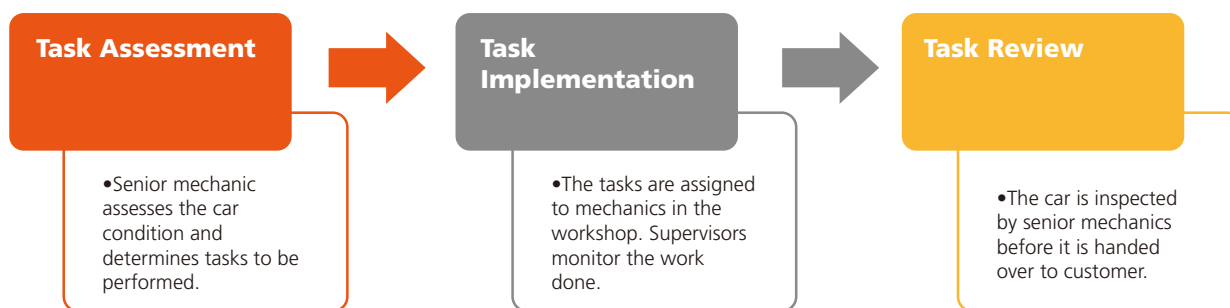 Task Assessment
•Senior mechanic
assesses the car
condition and
determines tasks to be
performed.
Task
Implementation
•The tasks are assigned
to mechanics in the
workshop. Supervisors
monitor the work
done.
Task Review
•The car is inspected
by senior mechanics
before it is handed
over to customer.